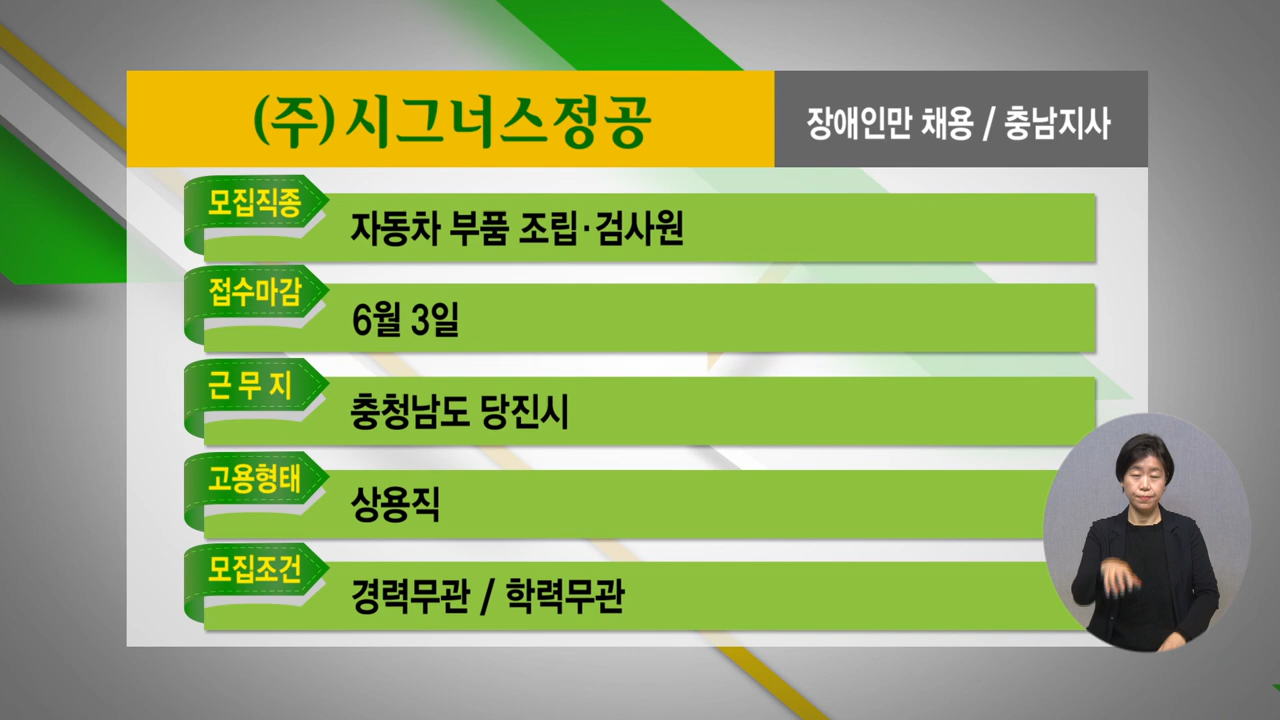 (주)시그너스정공
장애인만 채용 / 충남지사
모집직종
자동차 부품 조립·검사원
접수마감
6월 3일
근 무 지
충청남도 당진시
고용형태
상용직
모집조건
경력무관 / 학력무관